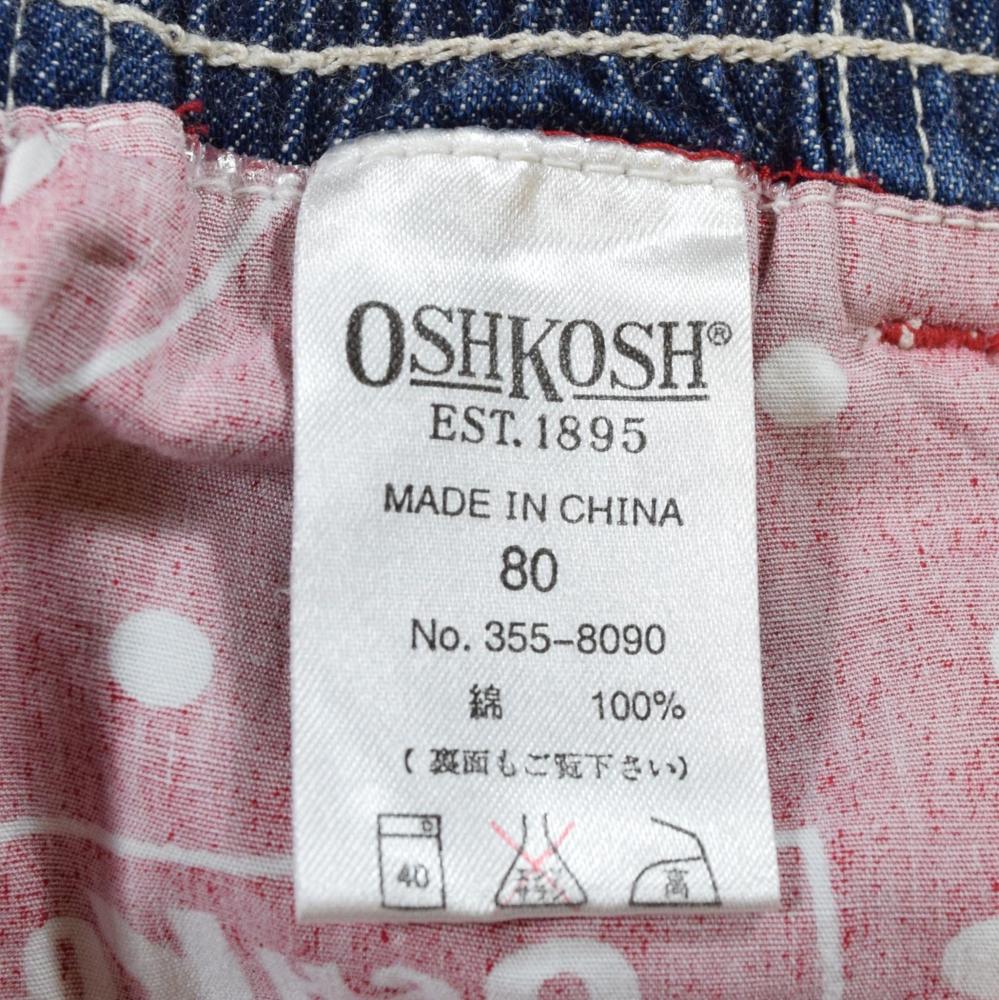 OSHKOSH®
EST. 1895
MADE IN CHINA
80
No. 355-8090
綿 100%
( 裏面もご覧下さい)
40
エンソ
サラシ
高